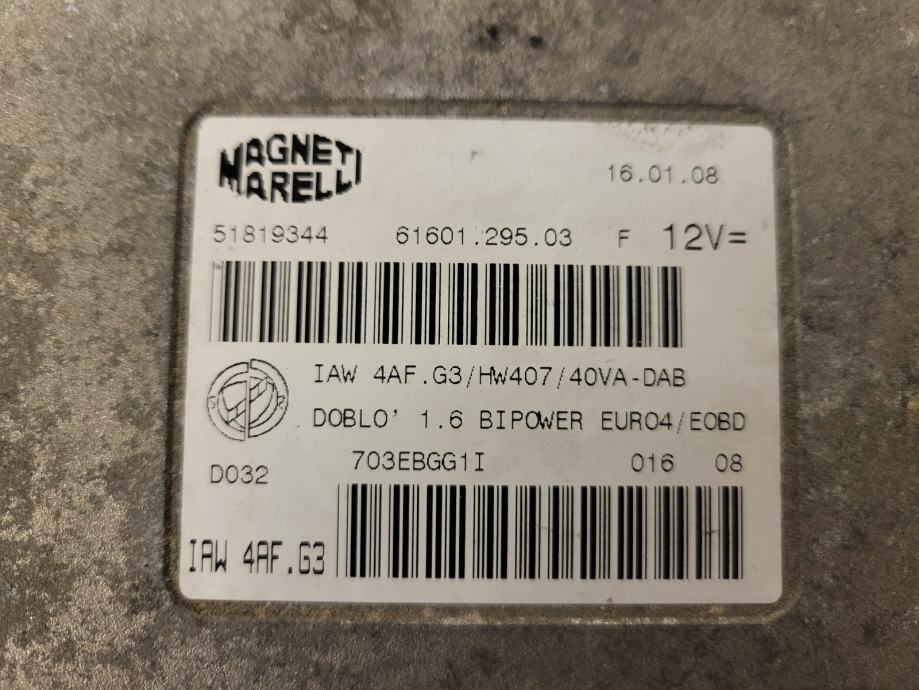 MAGNETI
MARELLI
16.01.08
51819344 61601.295.03 F 12V=
IAW 4AF.G3/HW407/40VA-DAB
DOBLO' 1.6 BIPOWER EURO4/EOBD
D032 703EBGG1I 016 08
IAW 4AF.G3